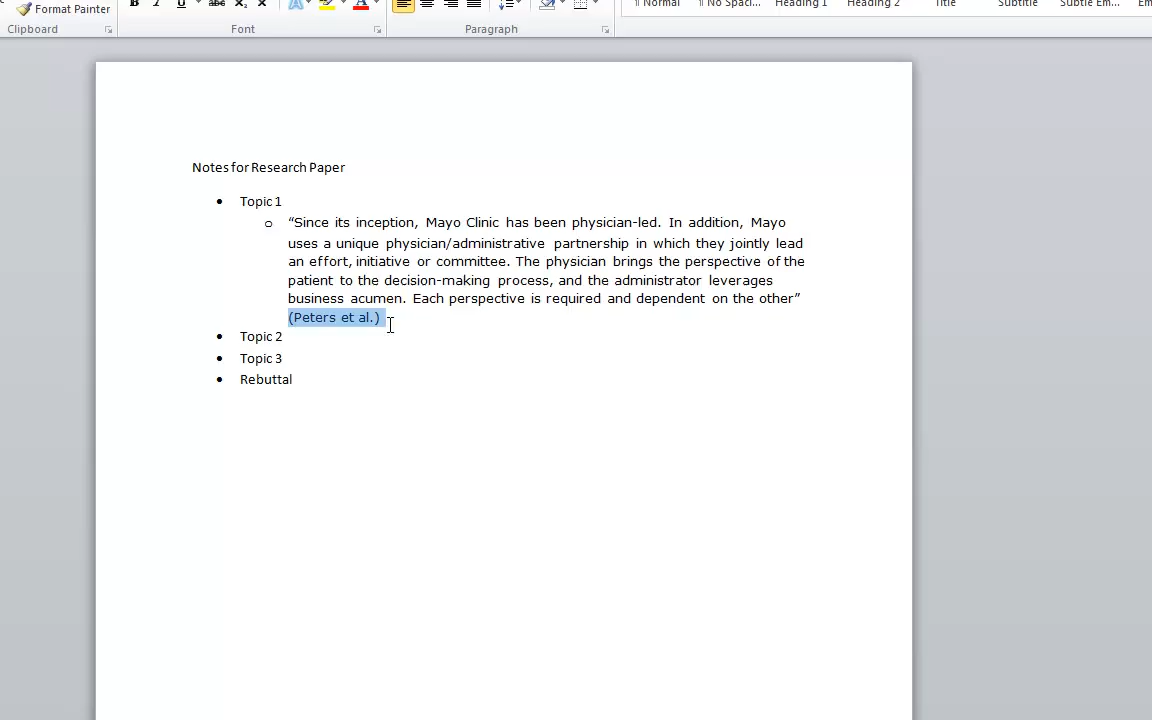 Format Painter
B I U abc X₂ X² A A
¶ Normal ¶ No Spaci... Heading 1 Heading 2 Title Subtitle Subtle Em... Em
Clipboard Font Paragraph
Notes for Research Paper
• Topic 1
o “Since its inception, Mayo Clinic has been physician-led. In addition, Mayo
uses a unique physician/administrative partnership in which they jointly lead
an effort, initiative or committee. The physician brings the perspective of the
patient to the decision-making process, and the administrator leverages
business acumen. Each perspective is required and dependent on the other”
(Peters et al.)
• Topic 2
• Topic 3
• Rebuttal